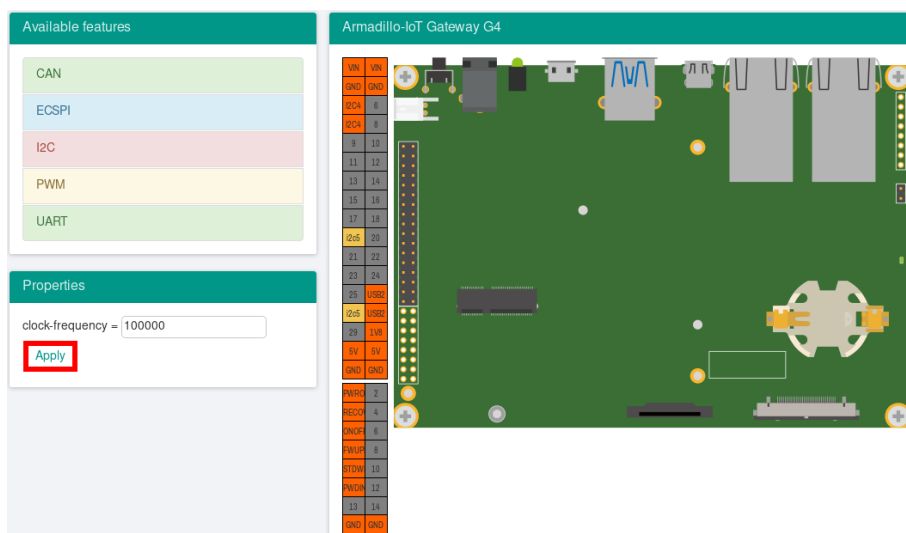 Available features
CAN
ECSPI
I2C
PWM
UART
Properties
clock-frequency = 100000
Apply
Armadillo-IoT Gateway G4
VIN VIN
GND GND
I2C4 6
I2C4 8
9 10
11 12
13 14
15 16
17 18
i2c5 20
21 22
23 24
25 USB2
i2c5 USB2
29 1V8
5V 5V
GND GND
PWRO 2
RECO 4
ONOF 6
FWUP 8
STDW 10
PWDIN 12
13 14
GND GND